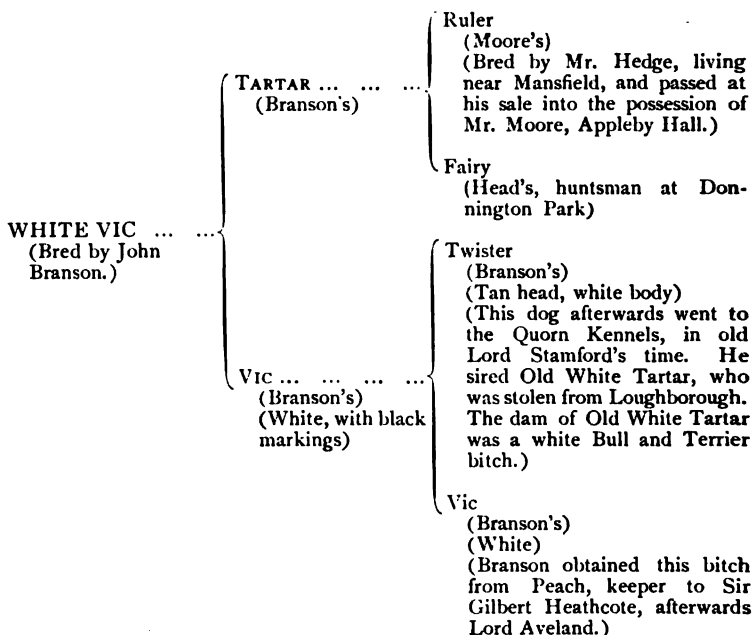 Ruler
(Moore's)
(Bred by Mr. Hedge, living
near Mansfield, and passed at
his sale into the possession of
Mr. Moore, Appleby Hall.)
TARTAR ... ... ...
(Branson's)
Fairy
(Head's, huntsman at Don-
nington Park)
WHITE VIC ... ...
(Bred by John
Branson.)
Twister
(Branson's)
(Tan head, white body)
(This dog afterwards went to
the Quorn Kennels, in old
Lord Stamford's time. He
sired Old White Tartar, who
was stolen from Loughborough.
The dam of Old White Tartar
was a white Bull and Terrier
bitch.)
VIC ... ... ... ...
(Branson's)
(White, with black
markings)
Vic
(Branson's)
(White)
(Branson obtained this bitch
from Peach, keeper to Sir
Gilbert Heathcote, afterwards
Lord Aveland.)